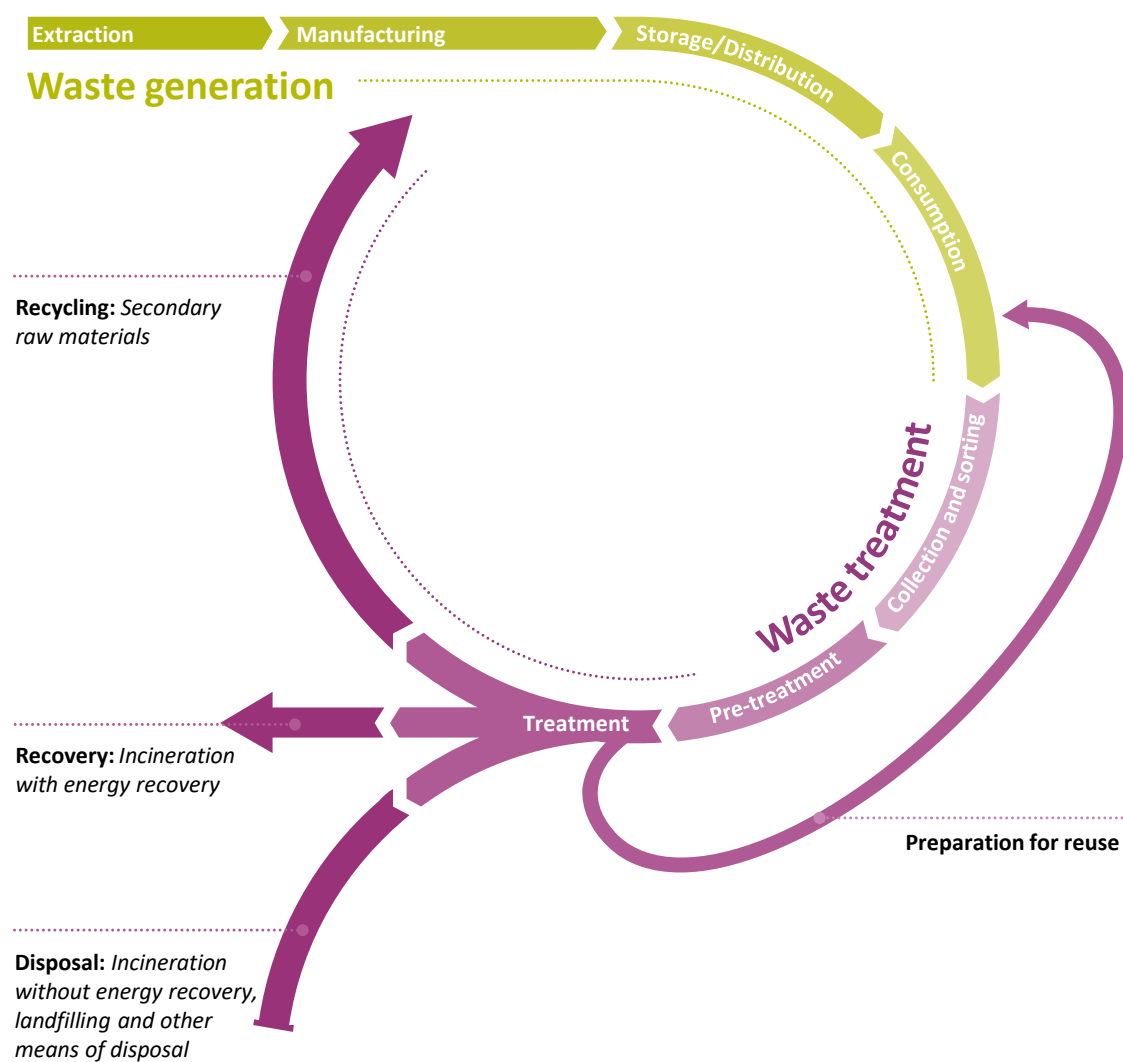 Extraction
Manufacturing
Storage/Distribution
Waste generation
Consumption
Recycling: Secondary
raw materials
Collection and sorting
Waste treatment
Pre-treatment
Treatment
Recovery: Incineration
with energy recovery
Preparation for reuse
Disposal: Incineration
without energy recovery,
landfilling and other
means of disposal